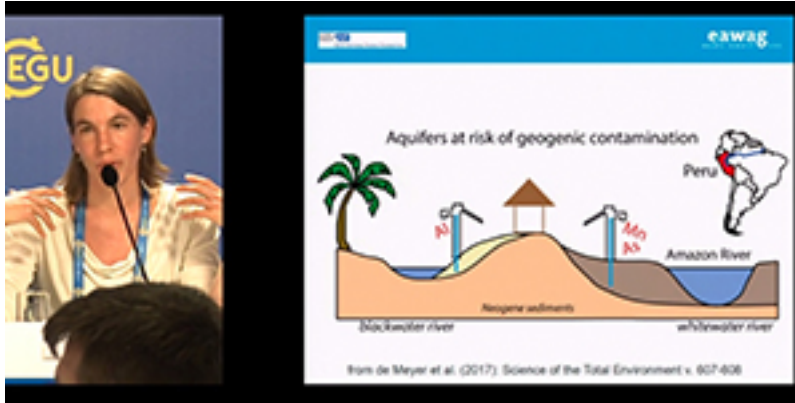 EGU
eawag
Aquifers at risk of geogenic contamination
Peru
Al
Mn
As
Amazon River
Neogene sediments
blackwater river
whitewater river
from de Meyer et al. (2017): Science of the Total Environment v. 607-608